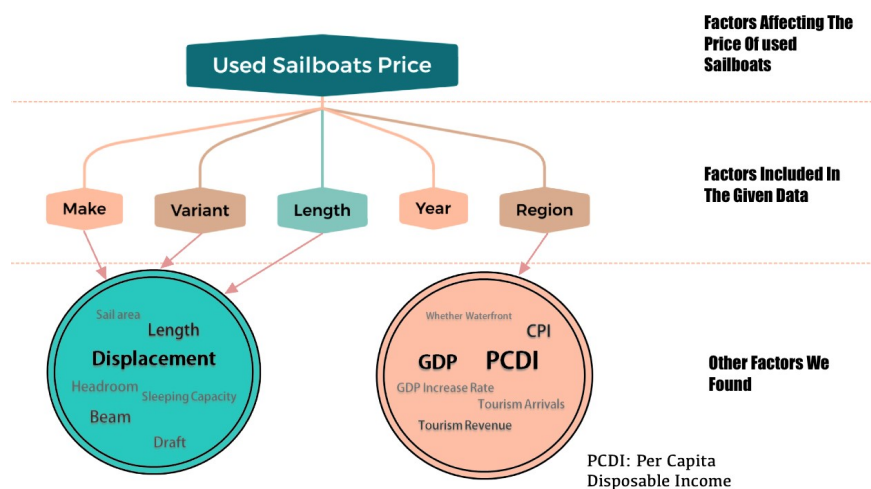 Factors Affecting The
Price Of used
Sailboats
Used Sailboats Price
Factors Included In
The Given Data
Make
Variant
Length
Year
Region
Sail area
Length
Displacement
Headroom
Sleeping Capacity
Beam
Draft
Whether Waterfront
CPI
GDP
PCDI
GDP Increase Rate
Tourism Arrivals
Tourism Revenue
Other Factors We
Found
PCDI: Per Capita
Disposable Income